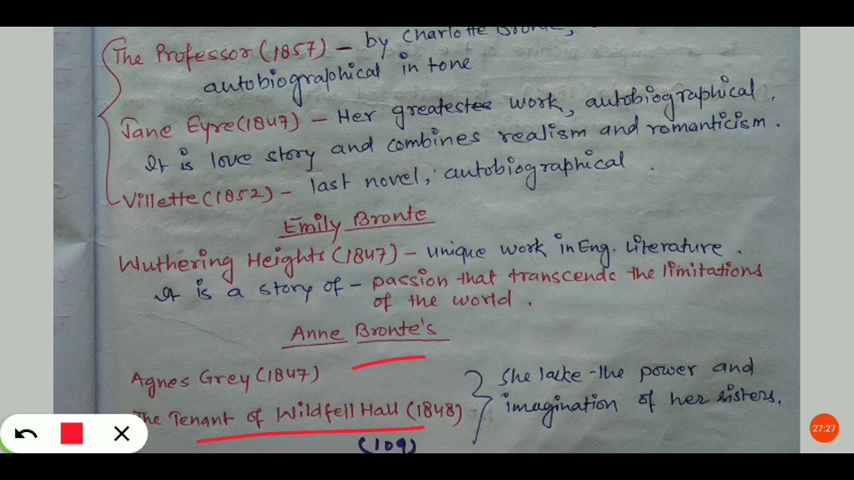 The Professor (1857) - by Charlotte Bronte,
autobiographical in tone
Jane Eyre (1847) - Her greatest work, autobiographical.
It is love story and combines realism and romanticism.
Villette (1852) - last novel, autobiographical.
Emily Bronte
Wuthering Heights (1847) - unique work in Eng. Literature.
It is a story of - passion that transcends the limitations
of the world.
Anne Bronte's
Agnes Grey (1847)
The Tenant of Wildfell Hall (1848)
She lacke the power and
imagination of her sisters.
(109)
27:27